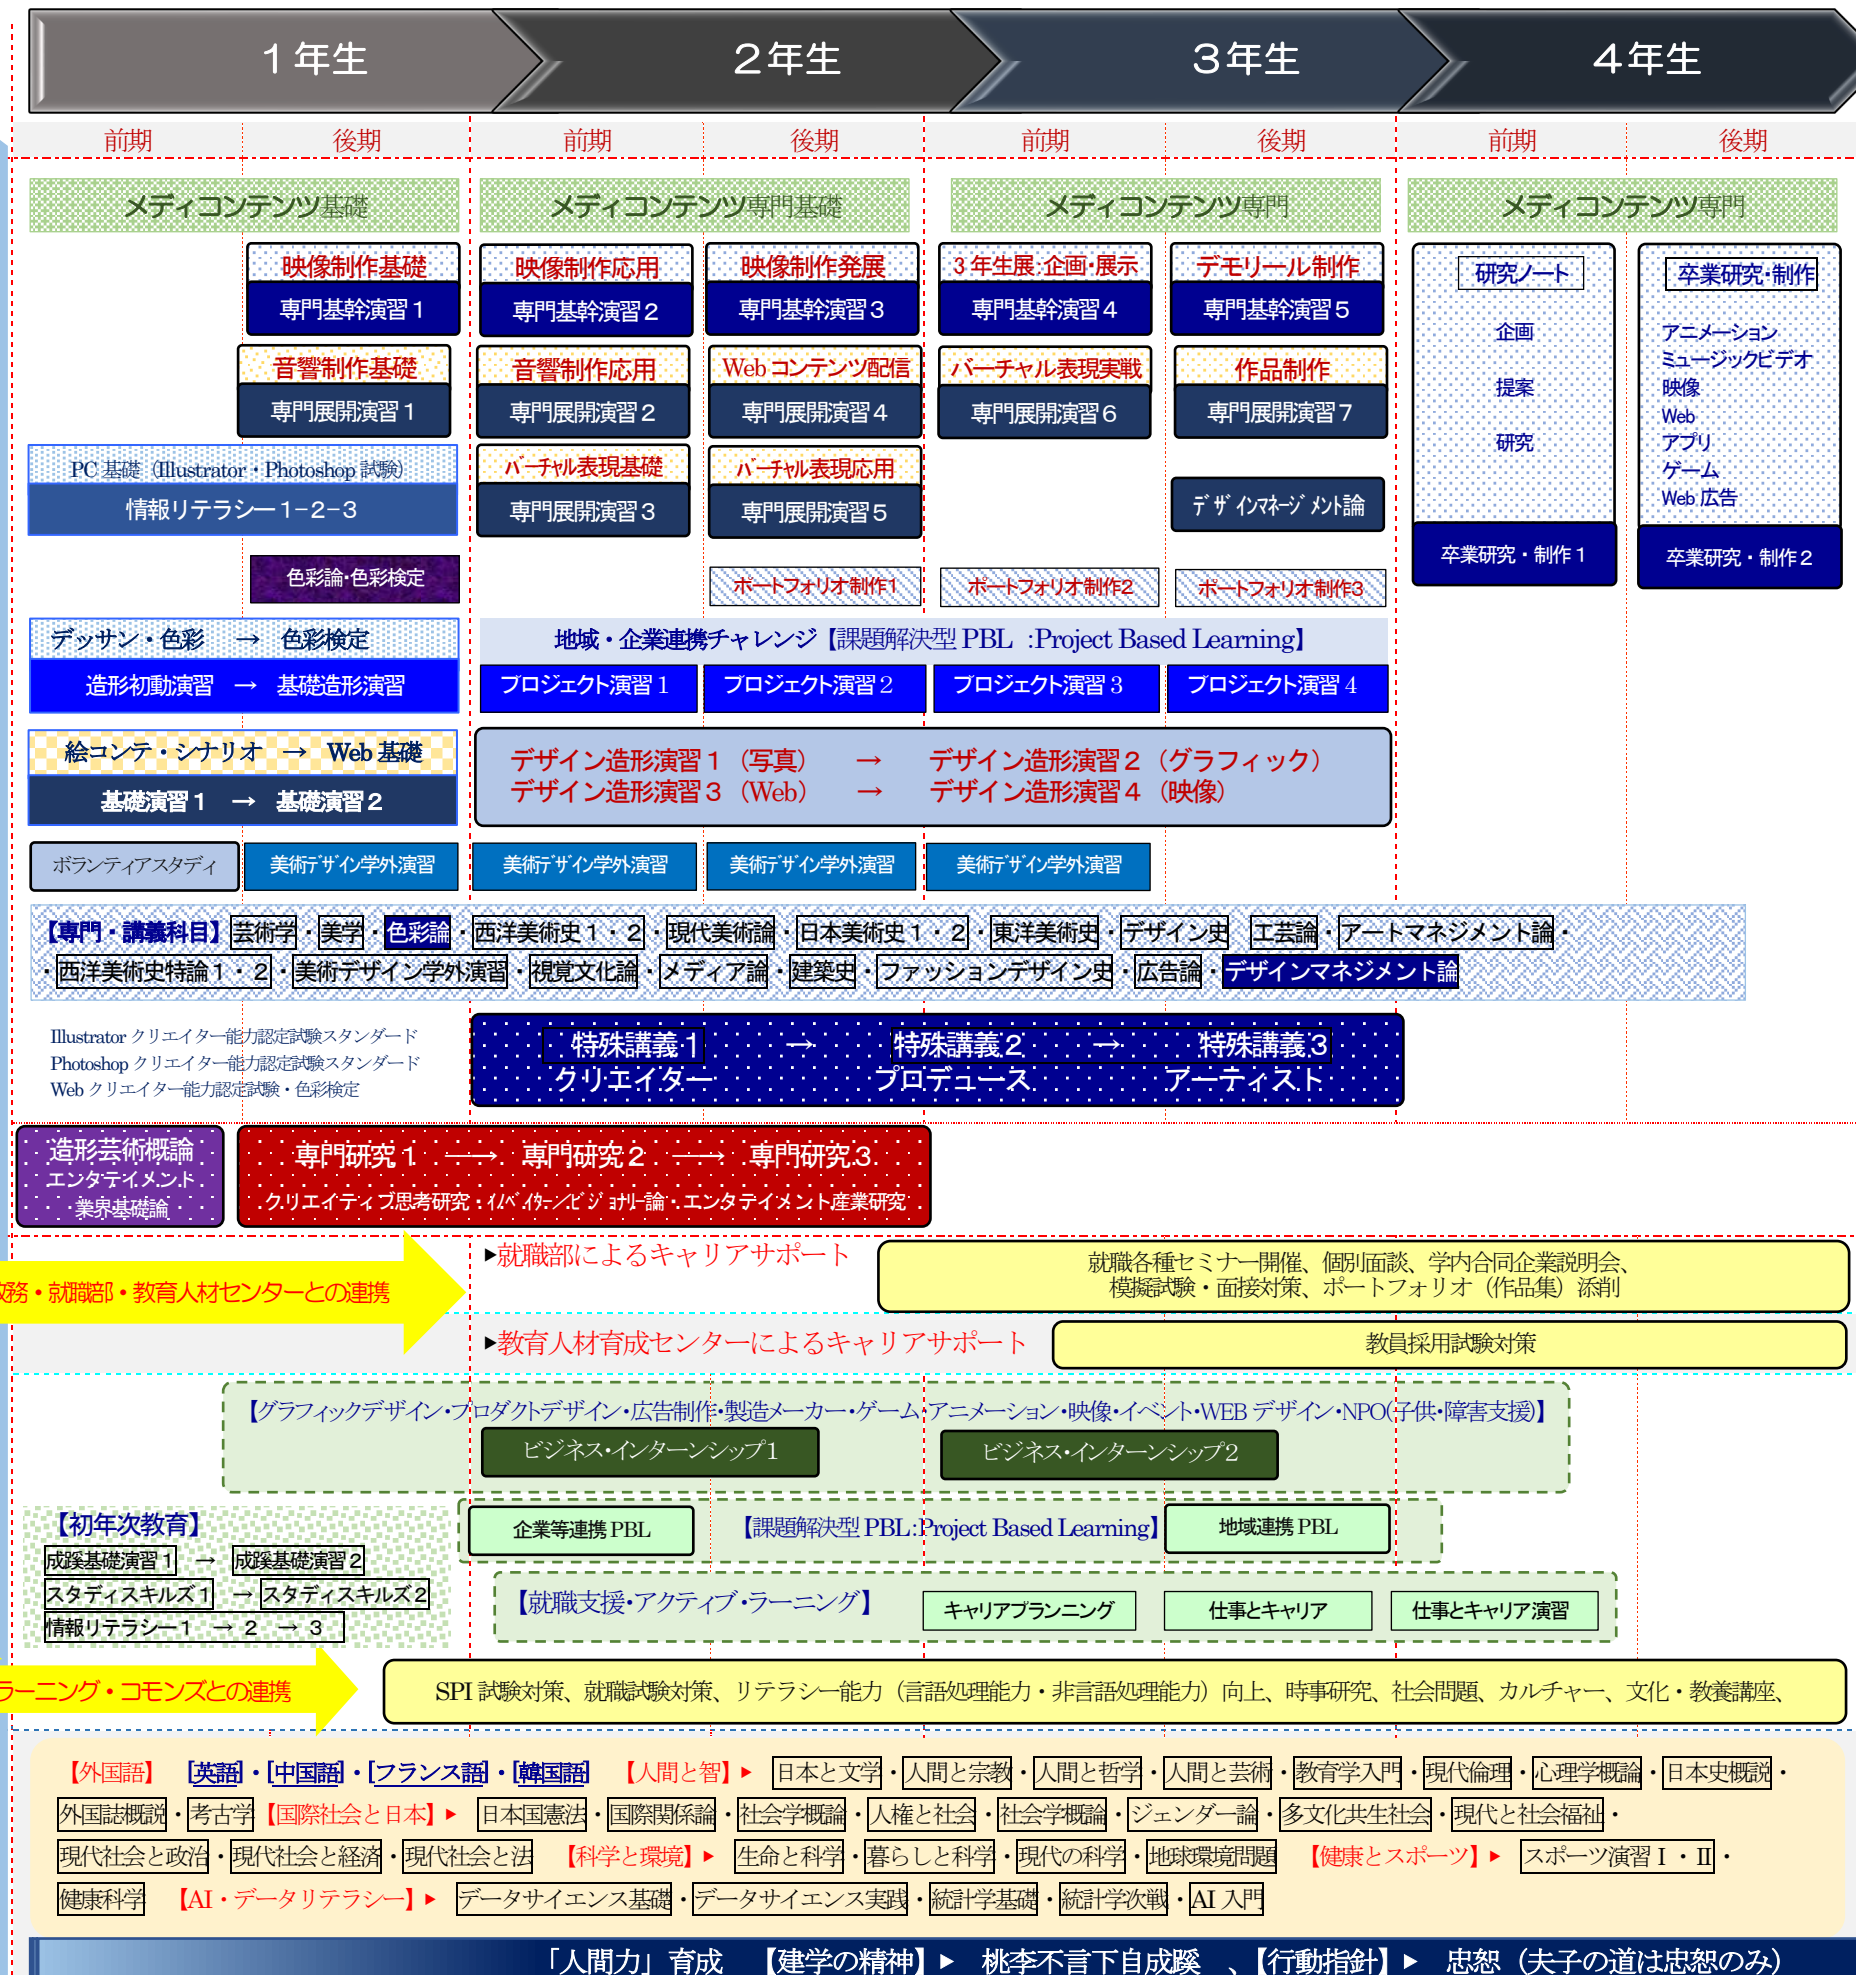 １年生
２年生
３年生
４年生
前期
後期
前期
後期
前期
後期
前期
後期
メディコンテンツ基礎
メディコンテンツ専門基礎
メディコンテンツ専門
メディコンテンツ専門
映像制作基礎
専門基幹演習１
映像制作応用
専門基幹演習２
映像制作発展
専門基幹演習３
３年生展:企画・展示
専門基幹演習４
デモリール制作
専門基幹演習５
研究ノート
企画
提案
研究
卒業研究・制作１
卒業研究・制作
アニメーション
ミュージックビデオ
映像
Web
アプリ
ゲーム
Web 広告
卒業研究・制作２
音響制作基礎
専門展開演習１
音響制作応用
専門展開演習２
Web コンテンツ配信
専門展開演習４
バーチャル表現実戦
専門展開演習６
作品制作
専門展開演習７
PC 基礎（Illustrator・Photoshop 試験）
情報リテラシー１−２−３
バーチャル表現基礎
専門展開演習３
バーチャル表現応用
専門展開演習５
デザインマネージメント論
色彩論・色彩検定
ポートフォリオ制作1
ポートフォリオ制作2
ポートフォリオ制作3
デッサン・色彩　→　色彩検定
造形初動演習　→　基礎造形演習
地域・企業連携チャレンジ【課題解決型 PBL :Project Based Learning】
プロジェクト演習 1
プロジェクト演習 2
プロジェクト演習 3
プロジェクト演習 4
絵コンテ・シナリオ　→　Web 基礎
基礎演習１　→　基礎演習２
デザイン造形演習１（写真）　→　デザイン造形演習２（グラフィック）
デザイン造形演習３（Web）　→　デザイン造形演習４（映像）
ボランティアスタディ
美術デザイン学外演習
美術デザイン学外演習
美術デザイン学外演習
美術デザイン学外演習
【専門・講義科目】芸術学・美学・色彩論・西洋美術史１・２・現代美術論・日本美術史１・２・東洋美術史・デザイン史　工芸論・アートマネジメント論・
・西洋美術史特論１・２・美術デザイン学外演習・視覚文化論・メディア論・建築史・ファッションデザイン史・広告論・デザインマネジメント論
Illustrator クリエイター能力認定試験スタンダード
Photoshop クリエイター能力認定試験スタンダード
Web クリエイター能力認定試験・色彩検定
特殊講義１　→　特殊講義２　→　特殊講義３
クリエイター　プロデュース　アーティスト
造形芸術概論
エンタテイメント
業界基礎論
専門研究１　→　専門研究２　→　専門研究３
クリエイティブ思考研究・イノベイター／ビジョナリー論・エンタテイメント産業研究
務・就職部・教育人材センターとの連携
▶就職部によるキャリアサポート
就職各種セミナー開催、個別面談、学内合同企業説明会、
模擬試験・面接対策、ポートフォリオ（作品集）添削
▶教育人材育成センターによるキャリアサポート
教員採用試験対策
【グラフィックデザイン・プロダクトデザイン・広告制作・製造メーカー・ゲーム・アニメーション・映像・イベント・WEB デザイン・NPO(子供・障害支援)】
ビジネス・インターンシップ１
ビジネス・インターンシップ２
【初年次教育】
成蹊基礎演習１　→　成蹊基礎演習２
スタディスキルズ１　→スタディスキルズ２
情報リテラシー１　→ ２　→ ３
企業等連携 PBL
【課題解決型 PBL:Project Based Learning】
地域連携 PBL
【就職支援・アクティブ・ラーニング】
キャリアプランニング
仕事とキャリア
仕事とキャリア演習
ラーニング・コモンズとの連携
SPI 試験対策、就職試験対策、リテラシー能力（言語処理能力・非言語処理能力）向上、時事研究、社会問題、カルチャー、文化・教養講座、
【外国語】　[英語]・[中国語]・[フランス語]・[韓国語]　【人間と智】▶　日本と文学・人間と宗教・人間と哲学・人間と芸術・教育学入門・現代倫理・心理学概論・日本史概説・
外国誌概説・考古学【国際社会と日本】▶　日本国憲法・国際関係論・社会学概論・人権と社会・社会学概論・ジェンダー論・多文化共生社会・現代と社会福祉・
現代社会と政治・現代社会と経済・現代社会と法　【科学と環境】▶　生命と科学・暮らしと科学・現代の科学・地球環境問題　【健康とスポーツ】▶　スポーツ演習Ⅰ・Ⅱ・
健康科学　【AI・データリテラシー】▶　データサイエンス基礎・データサイエンス実践・統計学基礎・統計学次戦・AI 入門
「人間力」育成　【建学の精神】▶　桃李不言下自成蹊　、【行動指針】▶　忠恕（夫子の道は忠恕のみ）